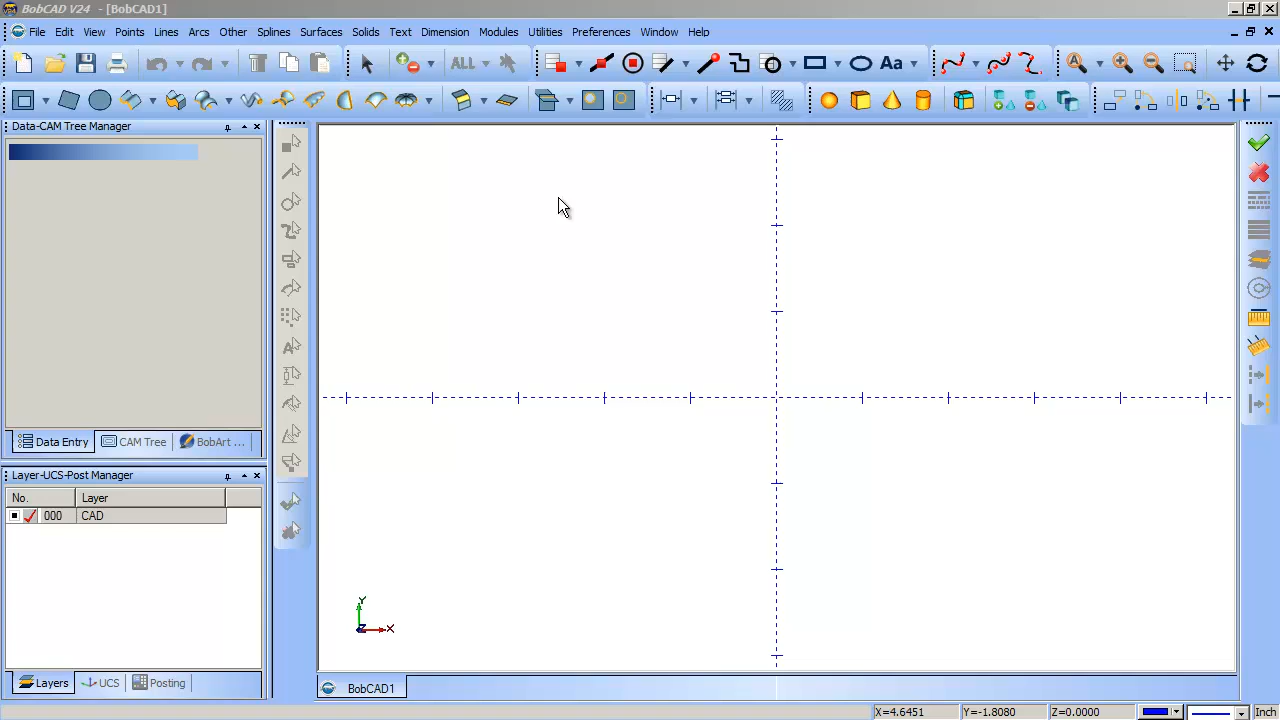 BobCAD V24 - [BobCAD1]
File Edit View Points Lines Arcs Other Splines Surfaces Solids Text Dimension Modules Utilities Preferences Window Help
ALL
Aa
A
Data-CAM Tree Manager
A
Data Entry CAM Tree BobArt ...
Layer-UCS-Post Manager
No. Layer
000 CAD
Y
Z X
Layers UCS Posting
BobCAD1
X=4.6451 Y=-1.8080 Z=0.0000 Inch